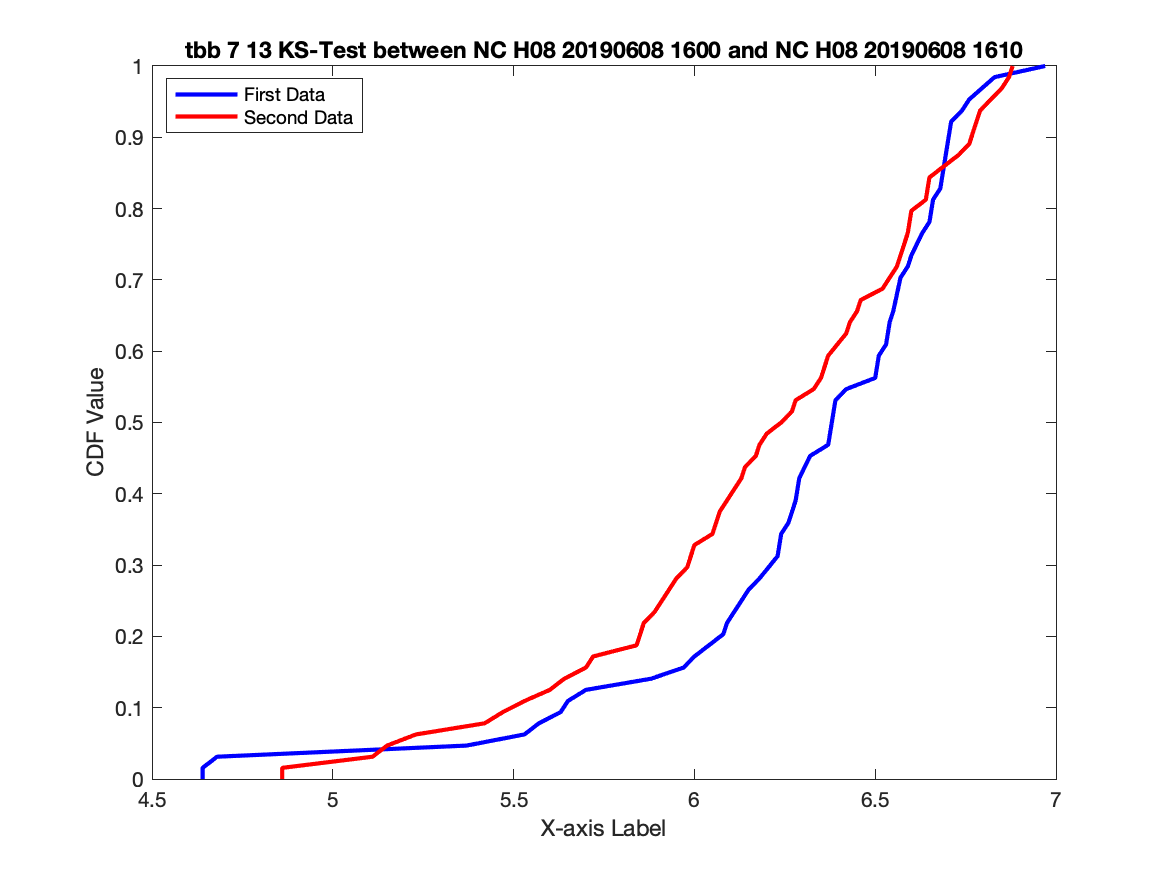 tbb 7 13 KS-Test between NC H08 20190608 1600 and NC H08 20190608 1610
First Data
Second Data
1
0.9
0.8
0.7
0.6
0.5
0.4
0.3
0.2
0.1
0
CDF Value
4.5 5 5.5 6 6.5 7
X-axis Label